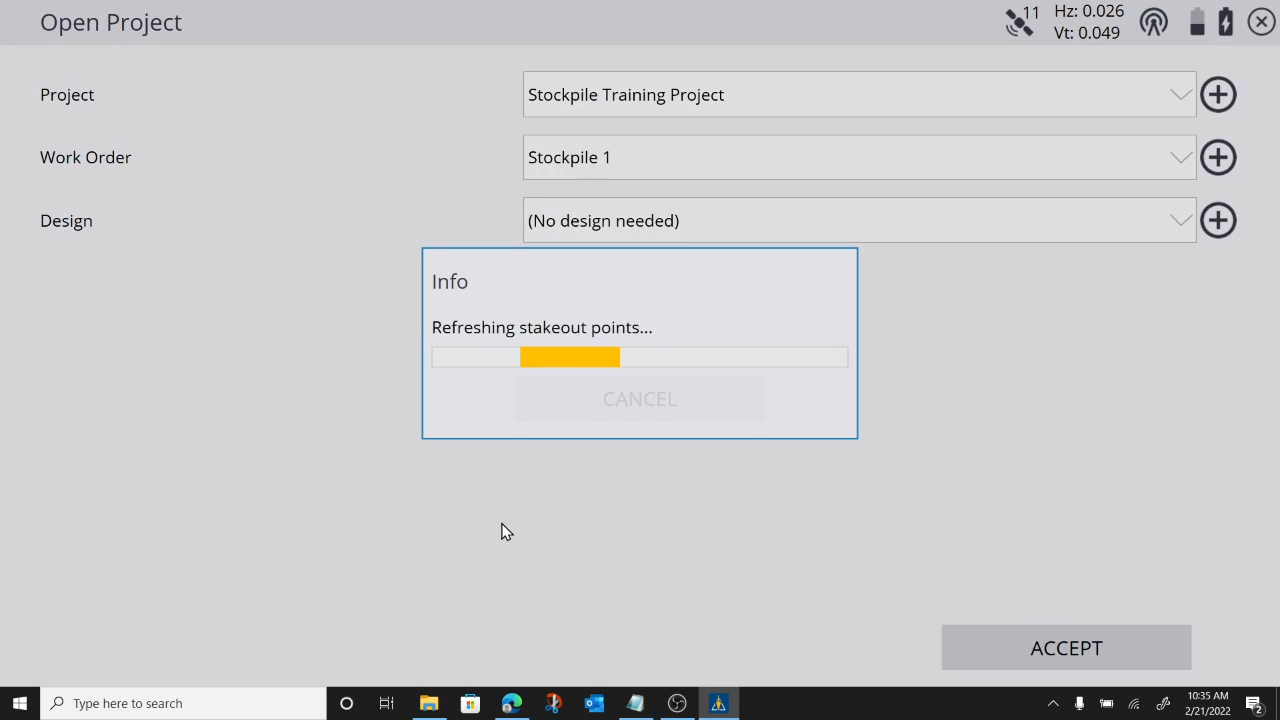 Open Project
11
Hz: 0.026
Vt: 0.049
Project
Stockpile Training Project
Work Order
Stockpile 1
Design
(No design needed)
Info
Refreshing stakeout points...
CANCEL
ACCEPT
Type here to search
10:35 AM
2/21/2022
2